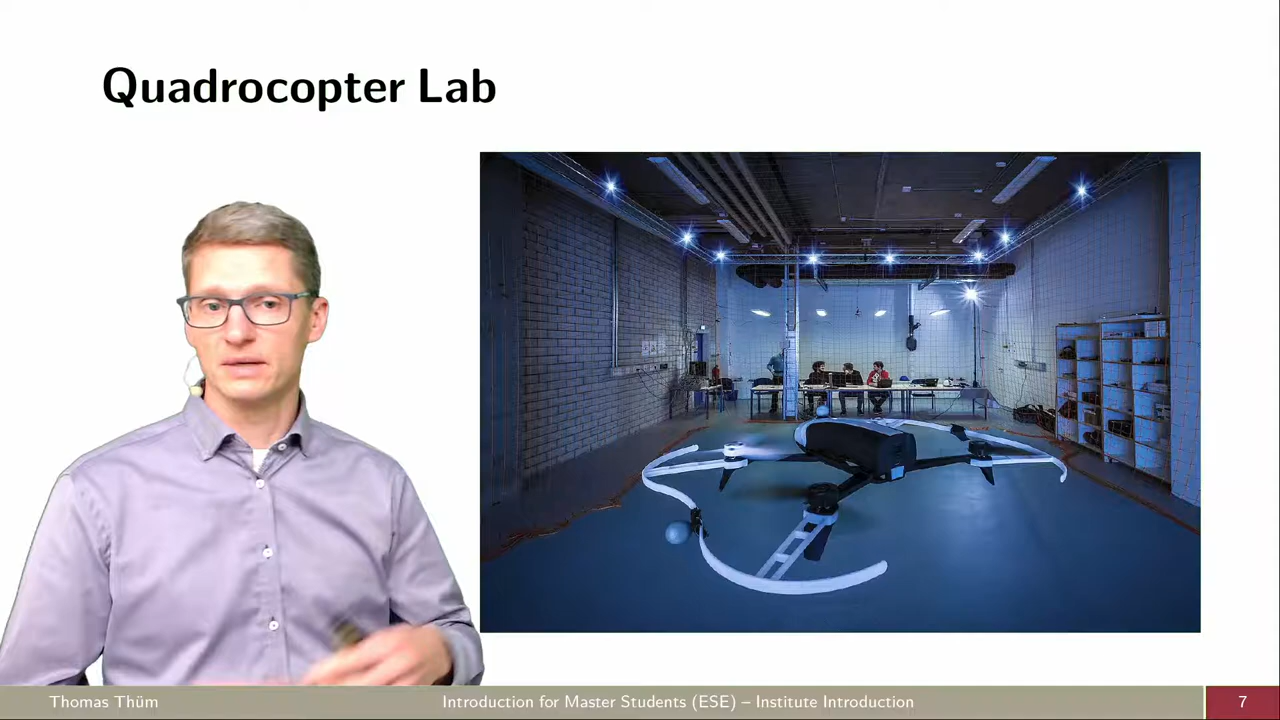 Quadrocopter Lab
Thomas Thüm
Introduction for Master Students (ESE) – Institute Introduction
7